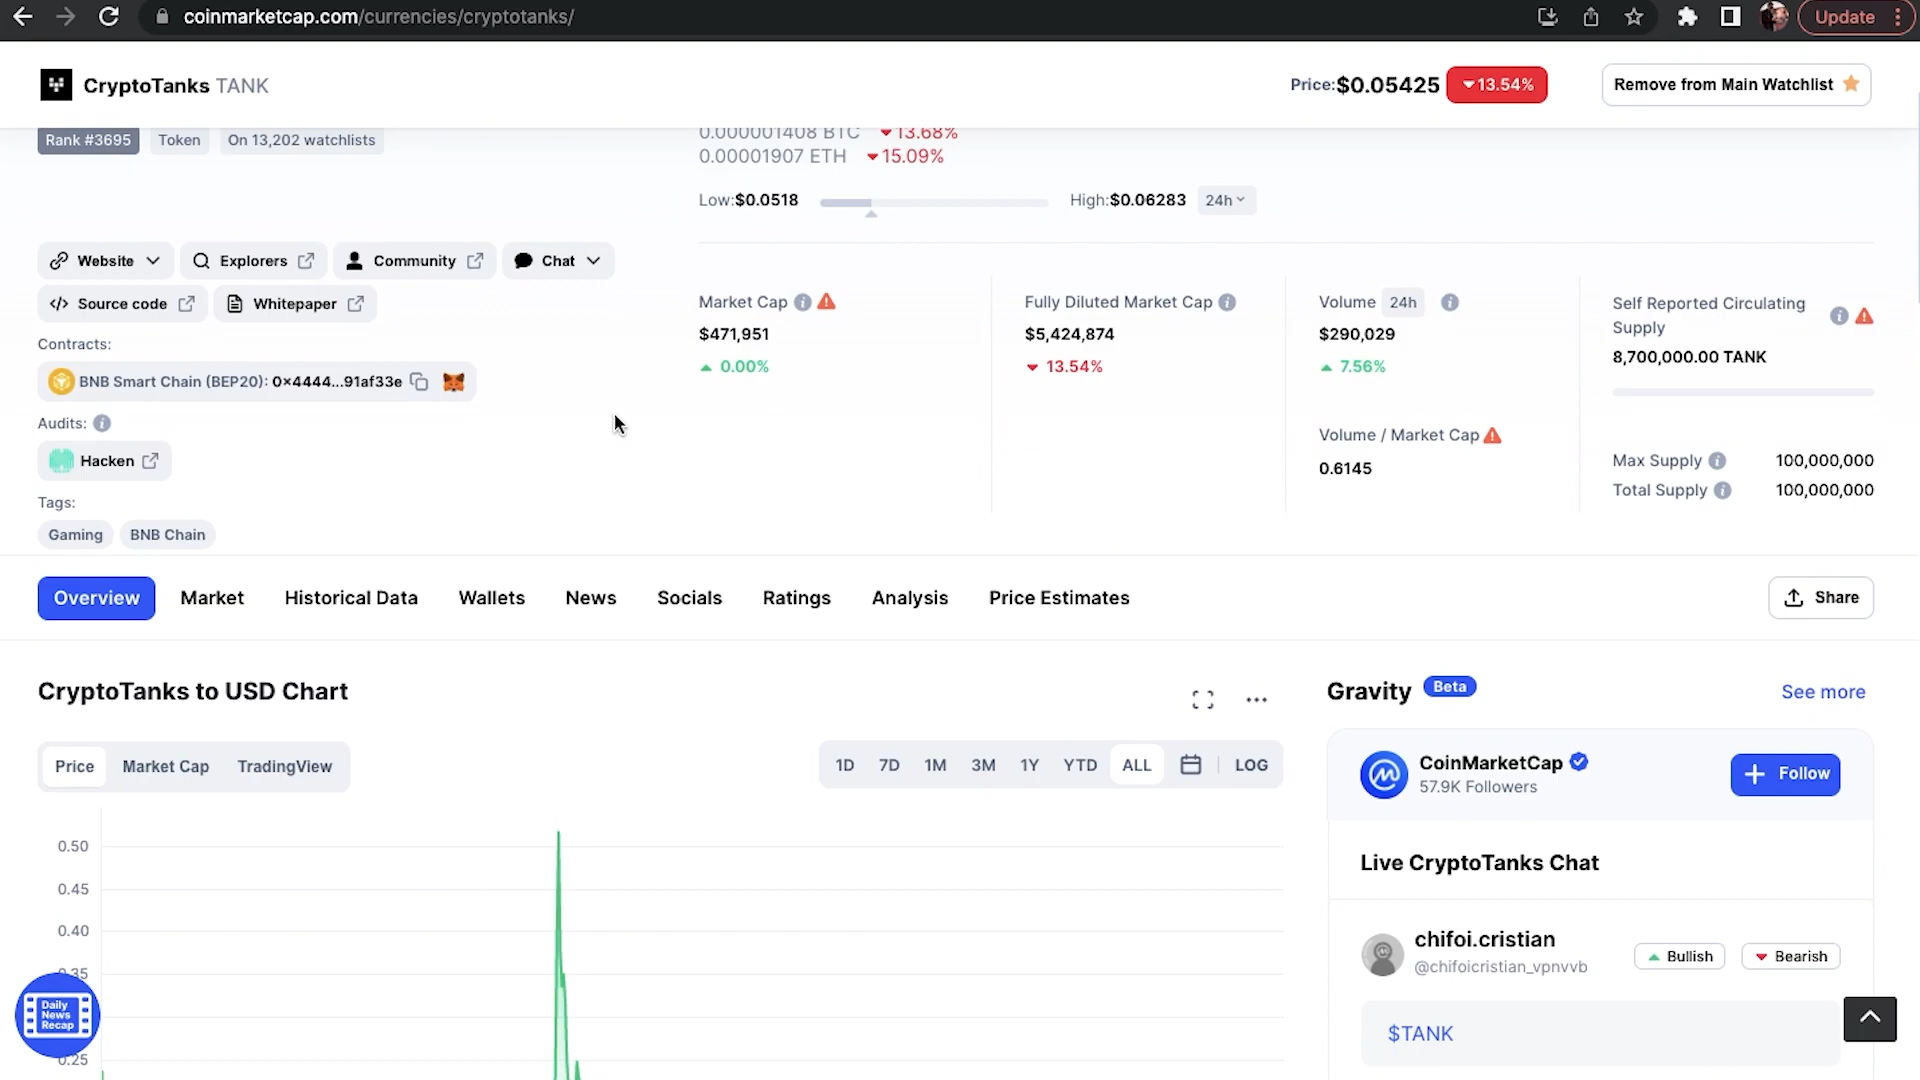 coinmarketcap.com/currencies/cryptotanks/
Update
CryptoTanks TANK
Price:$0.05425
13.54%
Remove from Main Watchlist
Rank #3695
Token
On 13,202 watchlists
0.000001408 BTC
13.68%
0.00001907 ETH
15.09%
Low:$0.0518
High:$0.06283
24h
Website
Explorers
Community
Chat
Source code
Whitepaper
Contracts:
BNB Smart Chain (BEP20): 0x4444...91af33e
Audits:
Hacken
Tags:
Gaming
BNB Chain
Market Cap
$471,951
0.00%
Fully Diluted Market Cap
$5,424,874
13.54%
Volume 24h
$290,029
7.56%
Volume / Market Cap
0.6145
Self Reported Circulating
Supply
8,700,000.00 TANK
Max Supply 100,000,000
Total Supply 100,000,000
Overview
Market
Historical Data
Wallets
News
Socials
Ratings
Analysis
Price Estimates
Share
CryptoTanks to USD Chart
Price
Market Cap
TradingView
1D
7D
1M
3M
1Y
YTD
ALL
LOG
0.50
0.45
0.40
0.35
0.25
Daily
News
Recap
Gravity Beta
See more
CoinMarketCap
57.9K Followers
Follow
Live CryptoTanks Chat
chifoi.cristian
@chifoicristian_vpnvvb
Bullish
Bearish
$TANK